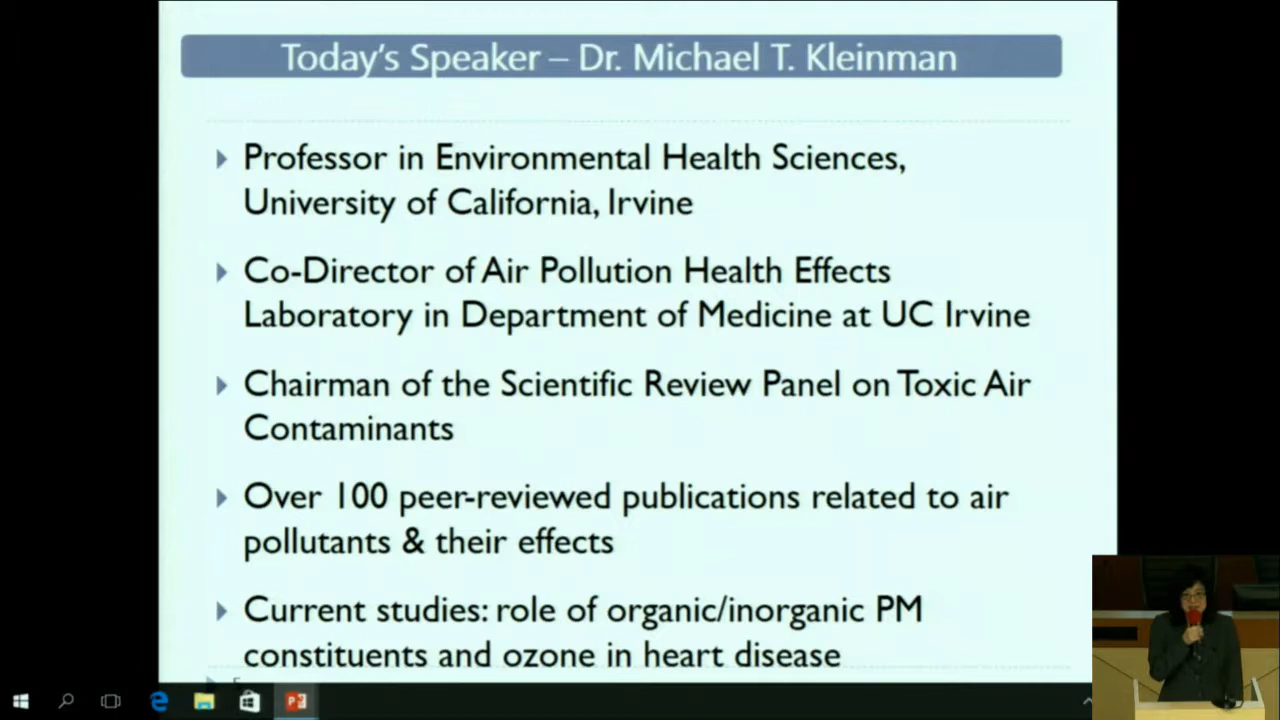 Today's Speaker – Dr. Michael T. Kleinman
Professor in Environmental Health Sciences,
University of California, Irvine
Co-Director of Air Pollution Health Effects
Laboratory in Department of Medicine at UC Irvine
Chairman of the Scientific Review Panel on Toxic Air
Contaminants
Over 100 peer-reviewed publications related to air
pollutants & their effects
Current studies: role of organic/inorganic PM
constituents and ozone in heart disease